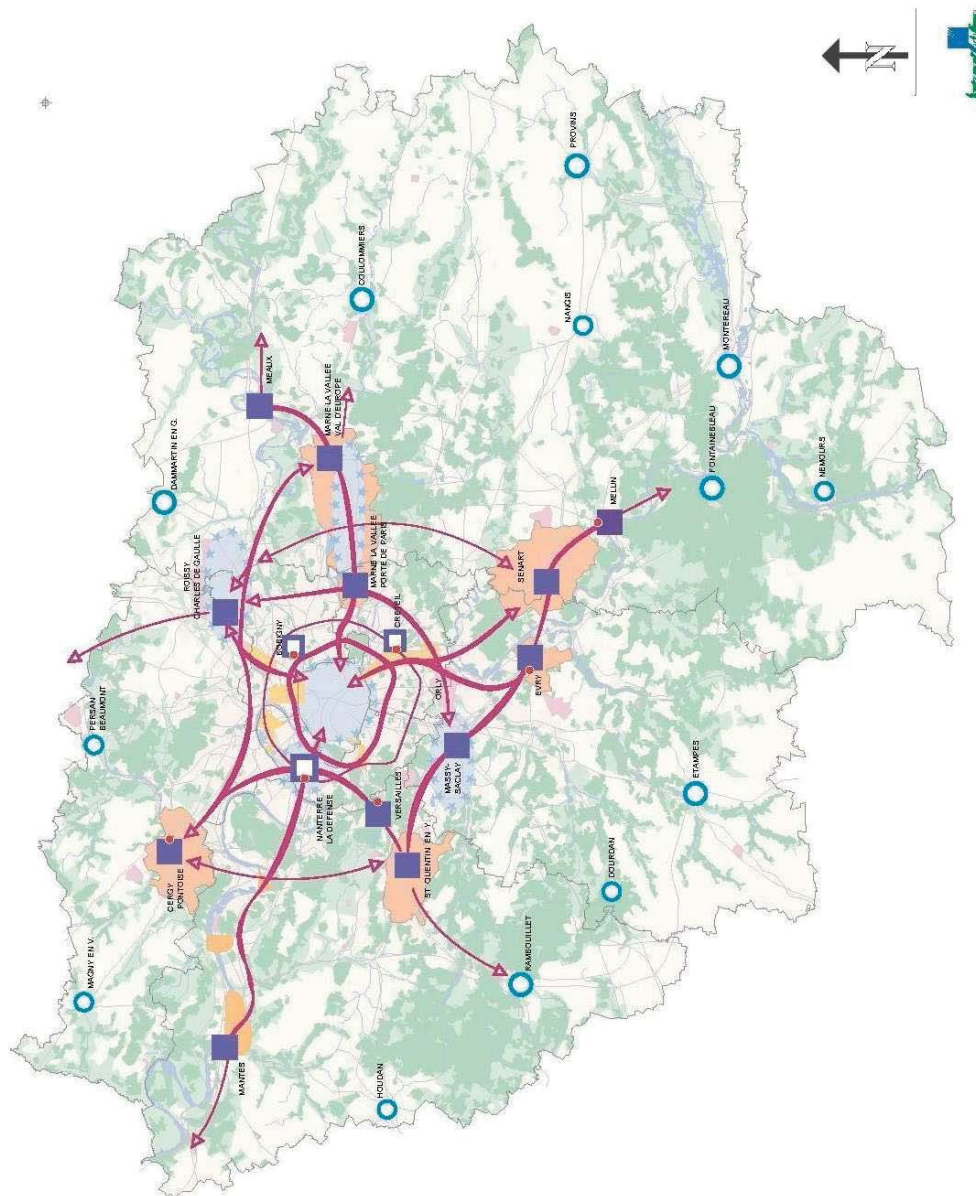 N
PROVINS
COULOMMIERS
NANGIS
MONTEREAU
MEAUX
MARNE-LA VALLEE
VAL D'EUROPE
DAMMARTIN EN G.
FONTAINEBLEAU
NEMOURS
MELUN
ROISSY
CHARLES DE GAULLE
MARNE LA VALLEE
PORTE DE PARIS
SENART
BOBIGNY
CRETEIL
ORLY
EVRY
PERSAN
BEAUMONT
NANTERRE
LA DEFENSE
VERSAILLES
MASSY-
SACLAY
ETAMPES
CERGY
PONTOISE
ST QUENTIN EN Y.
DOURDAN
MAGNY EN V.
RAMBOUILLET
MANTES
HOUDAN